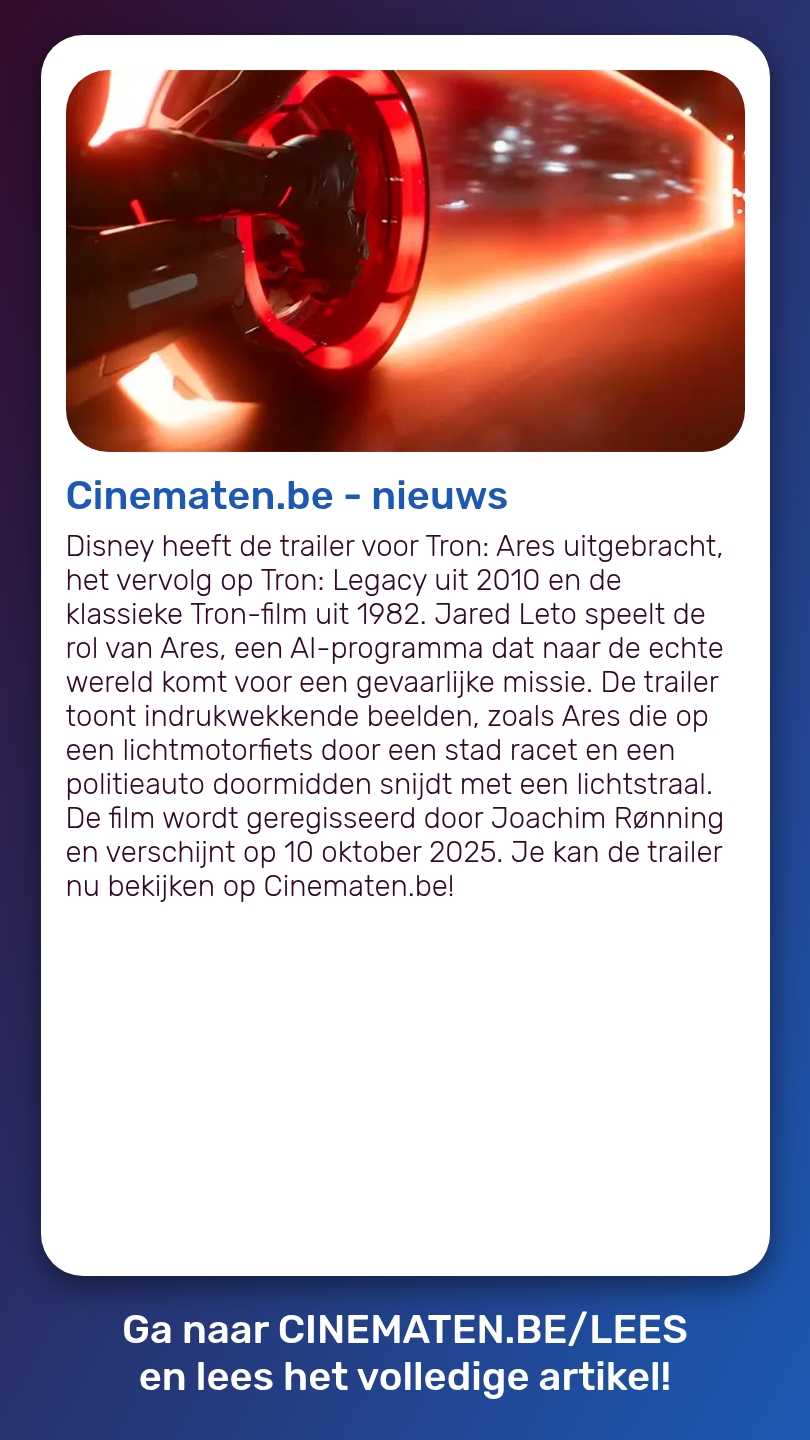 Cinematen.be - nieuws
Disney heeft de trailer voor Tron: Ares uitgebracht,
het vervolg op Tron: Legacy uit 2010 en de
klassieke Tron-film uit 1982. Jared Leto speelt de
rol van Ares, een AI-programma dat naar de echte
wereld komt voor een gevaarlijke missie. De trailer
toont indrukwekkende beelden, zoals Ares die op
een lichtmotorfiets door een stad racet en een
politieauto doormidden snijdt met een lichtstraal.
De film wordt geregisseerd door Joachim Rønning
en verschijnt op 10 oktober 2025. Je kan de trailer
nu bekijken op Cinematen.be!
Ga naar CINEMATEN.BE/LEES
en lees het volledige artikel!